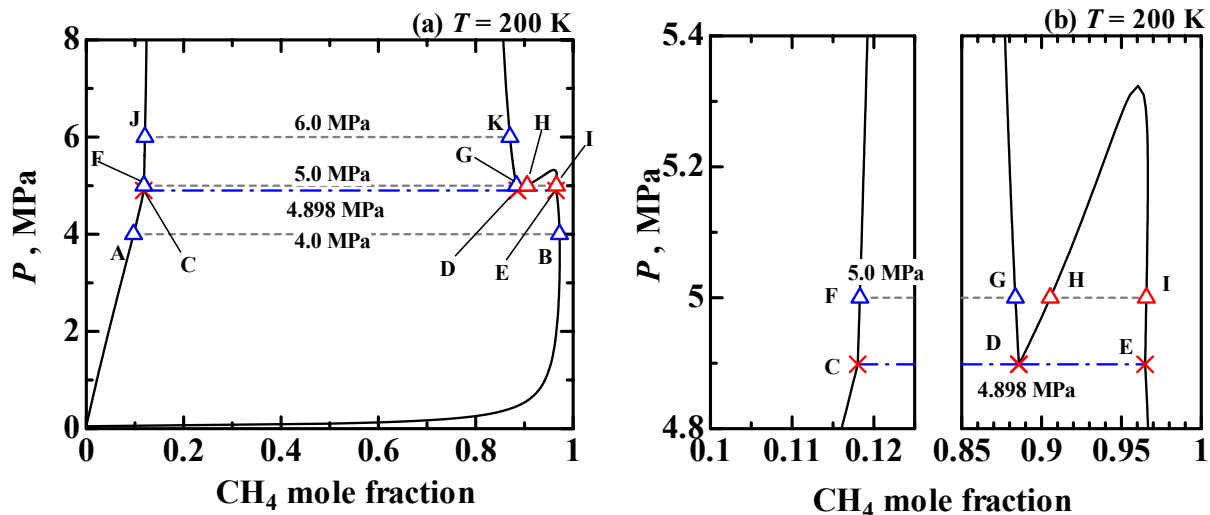 (a) T = 200 K
8
6
4
2
0
P , MPa
0
0.2
0.4
0.6
0.8
1
CH4 mole fraction
J
6.0 MPa
K
H
F
G
I
5.0 MPa
4.898 MPa
A
4.0 MPa
C
D
E
B
(b) T = 200 K
5.4
5.2
5
4.8
P , MPa
0.1
0.11
0.12
0.85
0.9
0.95
1
CH4 mole fraction
CH4 mole fraction
F
5.0 MPa
G
H
I
C
D
E
4.898 MPa